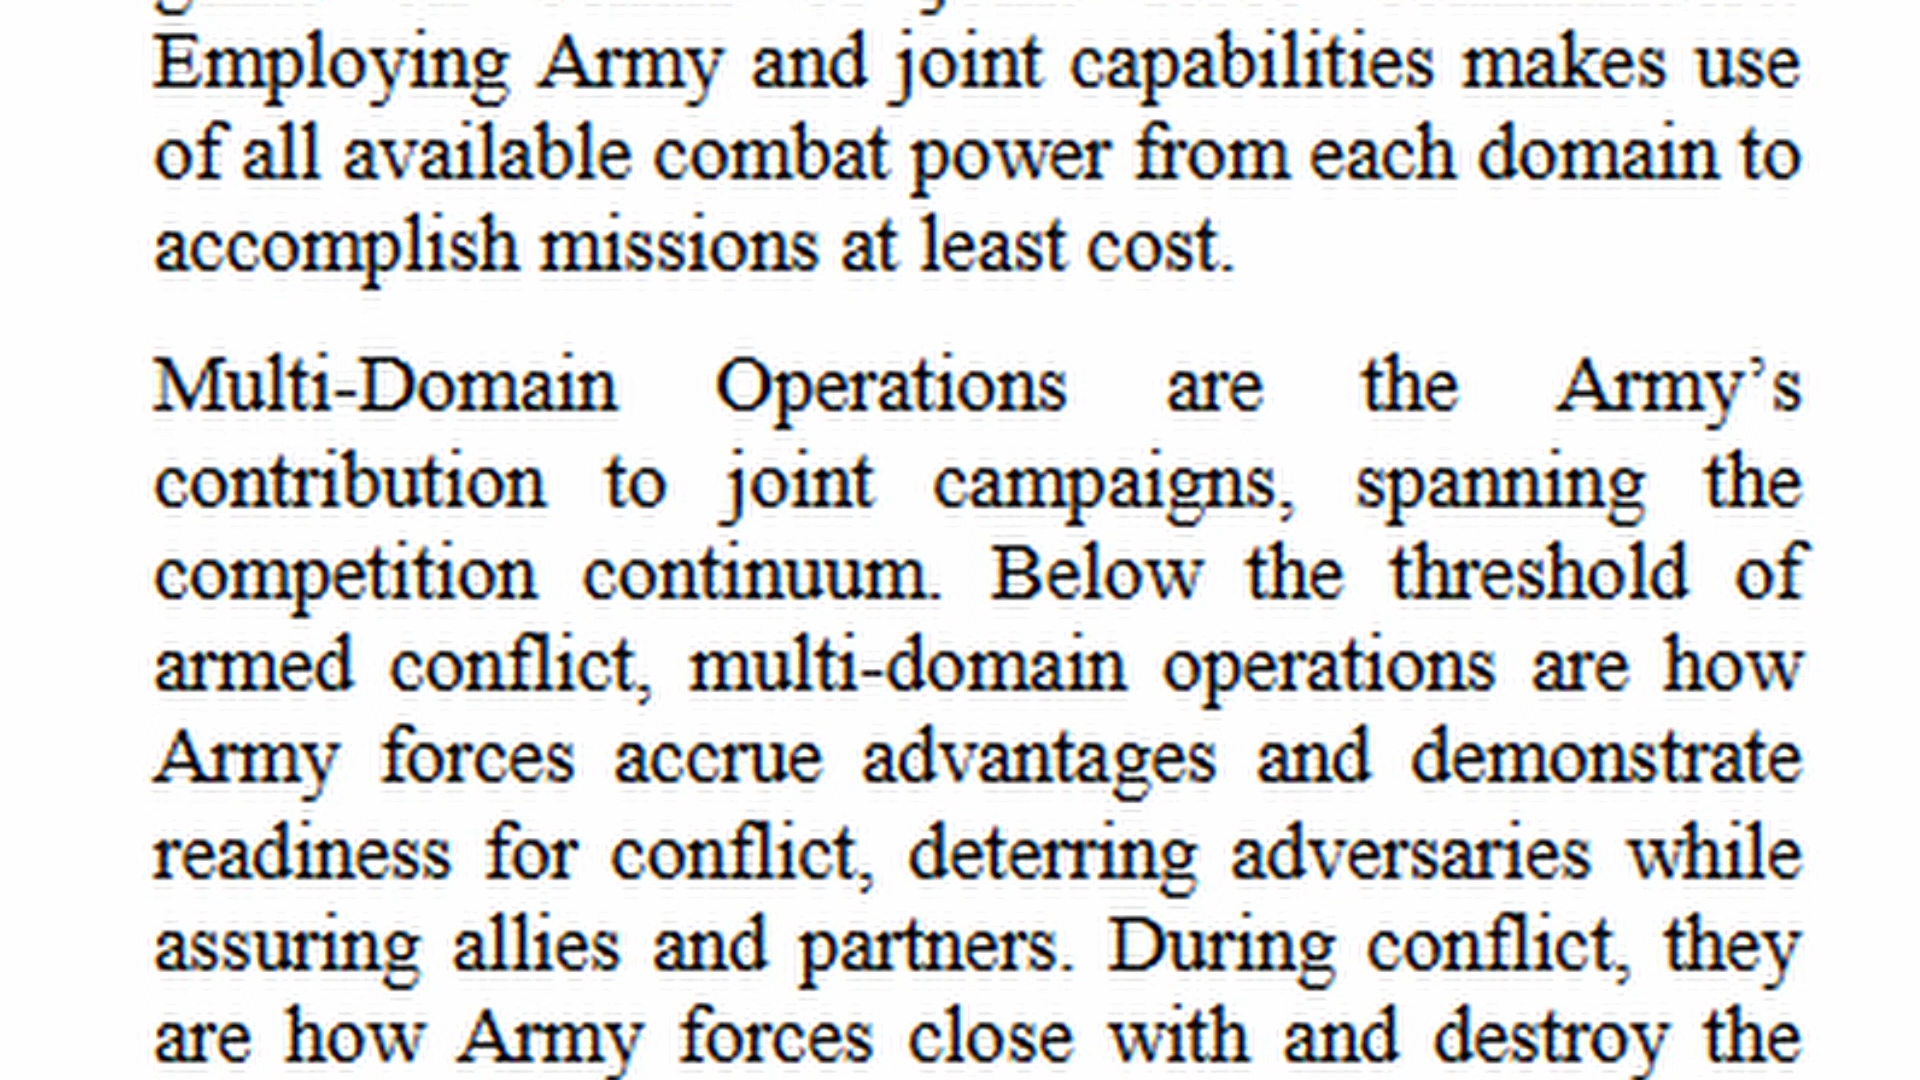 Employing Army and joint capabilities makes use
of all available combat power from each domain to
accomplish missions at least cost.
Multi-Domain Operations are the Army’s
contribution to joint campaigns, spanning the
competition continuum. Below the threshold of
armed conflict, multi-domain operations are how
Army forces accrue advantages and demonstrate
readiness for conflict, deterring adversaries while
assuring allies and partners. During conflict, they
are how Army forces close with and destroy the